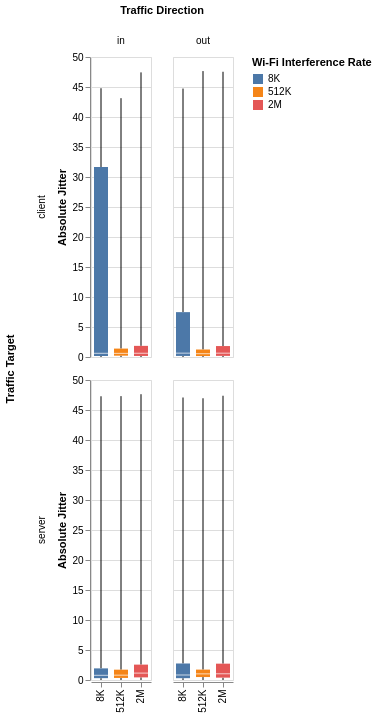 Traffic Direction
in
out
Wi-Fi Interference Rate
8K
512K
2M
Traffic Target
client
Absolute Jitter
50
45
40
35
30
25
20
15
10
5
0
server
Absolute Jitter
50
45
40
35
30
25
20
15
10
5
0
8K
512K
2M
8K
512K
2M